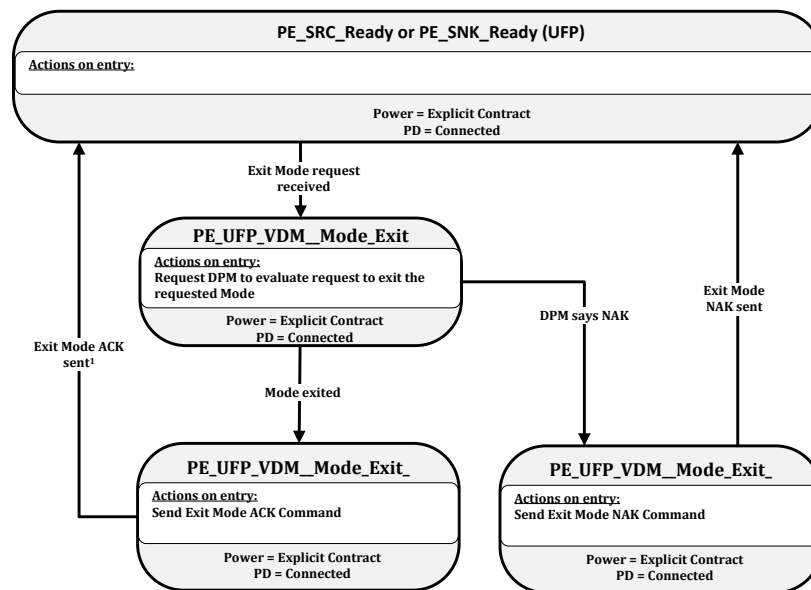 PE_SRC_Ready or PE_SNK_Ready (UFP)
Actions on entry:
Power = Explicit Contract
PD = Connected
Exit Mode request
received
PE_UFP_VDM__Mode_Exit
Actions on entry:
Request DPM to evaluate request to exit the
requested Mode
Power = Explicit Contract
PD = Connected
Exit Mode
NAK sent
DPM says NAK
Exit Mode ACK
sent¹
Mode exited
PE_UFP_VDM__Mode_Exit_
Actions on entry:
Send Exit Mode ACK Command
Power = Explicit Contract
PD = Connected
PE_UFP_VDM__Mode_Exit_
Actions on entry:
Send Exit Mode NAK Command
Power = Explicit Contract
PD = Connected